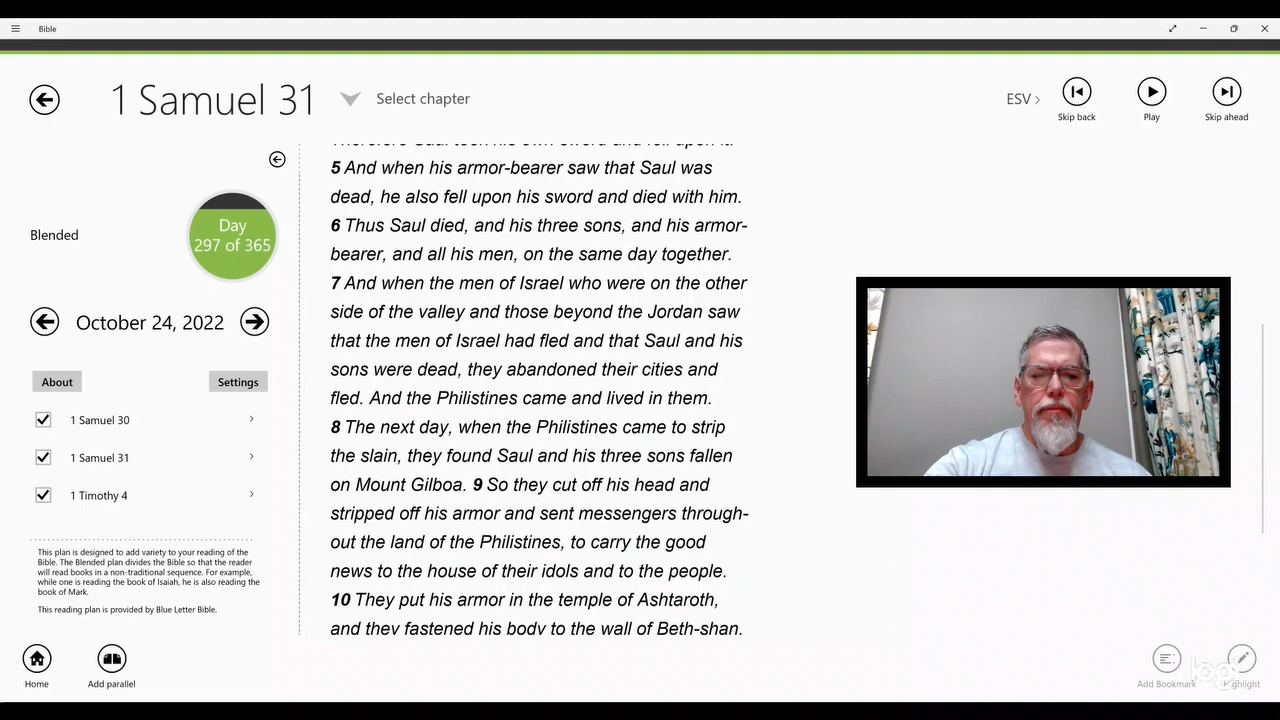 Bible
1 Samuel 31
Select chapter
ESV
Skip back
Play
Skip ahead
Blended
Day
297 of 365
October 24, 2022
About
Settings
1 Samuel 30
1 Samuel 31
1 Timothy 4
This plan is designed to add variety to your reading of the
Bible. The Blended plan divides the Bible so that the reader
will read books in a non-traditional sequence. For example,
while one is reading the book of Isaiah, he is also reading the
book of Mark.
This reading plan is provided by Blue Letter Bible.
Therefore Saul took his own sword and fell upon it.
5 And when his armor-bearer saw that Saul was
dead, he also fell upon his sword and died with him.
6 Thus Saul died, and his three sons, and his armor-
bearer, and all his men, on the same day together.
7 And when the men of Israel who were on the other
side of the valley and those beyond the Jordan saw
that the men of Israel had fled and that Saul and his
sons were dead, they abandoned their cities and
fled. And the Philistines came and lived in them.
8 The next day, when the Philistines came to strip
the slain, they found Saul and his three sons fallen
on Mount Gilboa. 9 So they cut off his head and
stripped off his armor and sent messengers through-
out the land of the Philistines, to carry the good
news to the house of their idols and to the people.
10 They put his armor in the temple of Ashtaroth,
and they fastened his body to the wall of Beth-shan.
Home
Add parallel
Add Bookmark
Highlight
logi